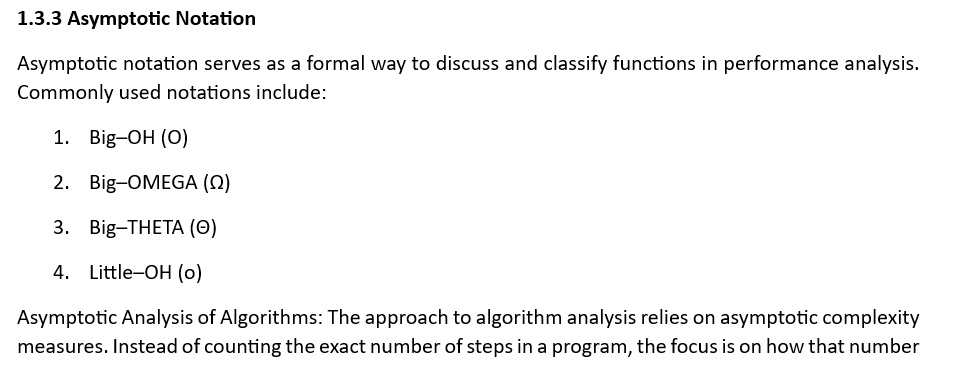 1.3.3 Asymptotic Notation
Asymptotic notation serves as a formal way to discuss and classify functions in performance analysis.
Commonly used notations include:
1. Big–OH (O)
2. Big–OMEGA (Ω)
3. Big–THETA (Θ)
4. Little–OH (o)
Asymptotic Analysis of Algorithms: The approach to algorithm analysis relies on asymptotic complexity
measures. Instead of counting the exact number of steps in a program, the focus is on how that number